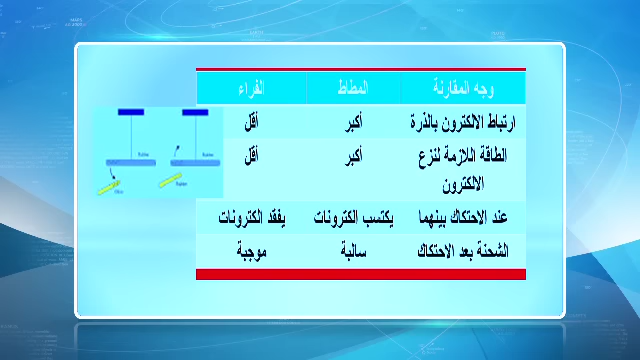 وجه المقارنة المطاط الفراء
ارتباط الالكترون بالذرة أكبر أقل
الطاقة اللازمة لنزع أكبر أقل
الالكترون
عند الاحتكاك بينهما يكتسب الكترونات يفقد الكترونات
الشحنة بعد الاحتكاك سالبة موجبة